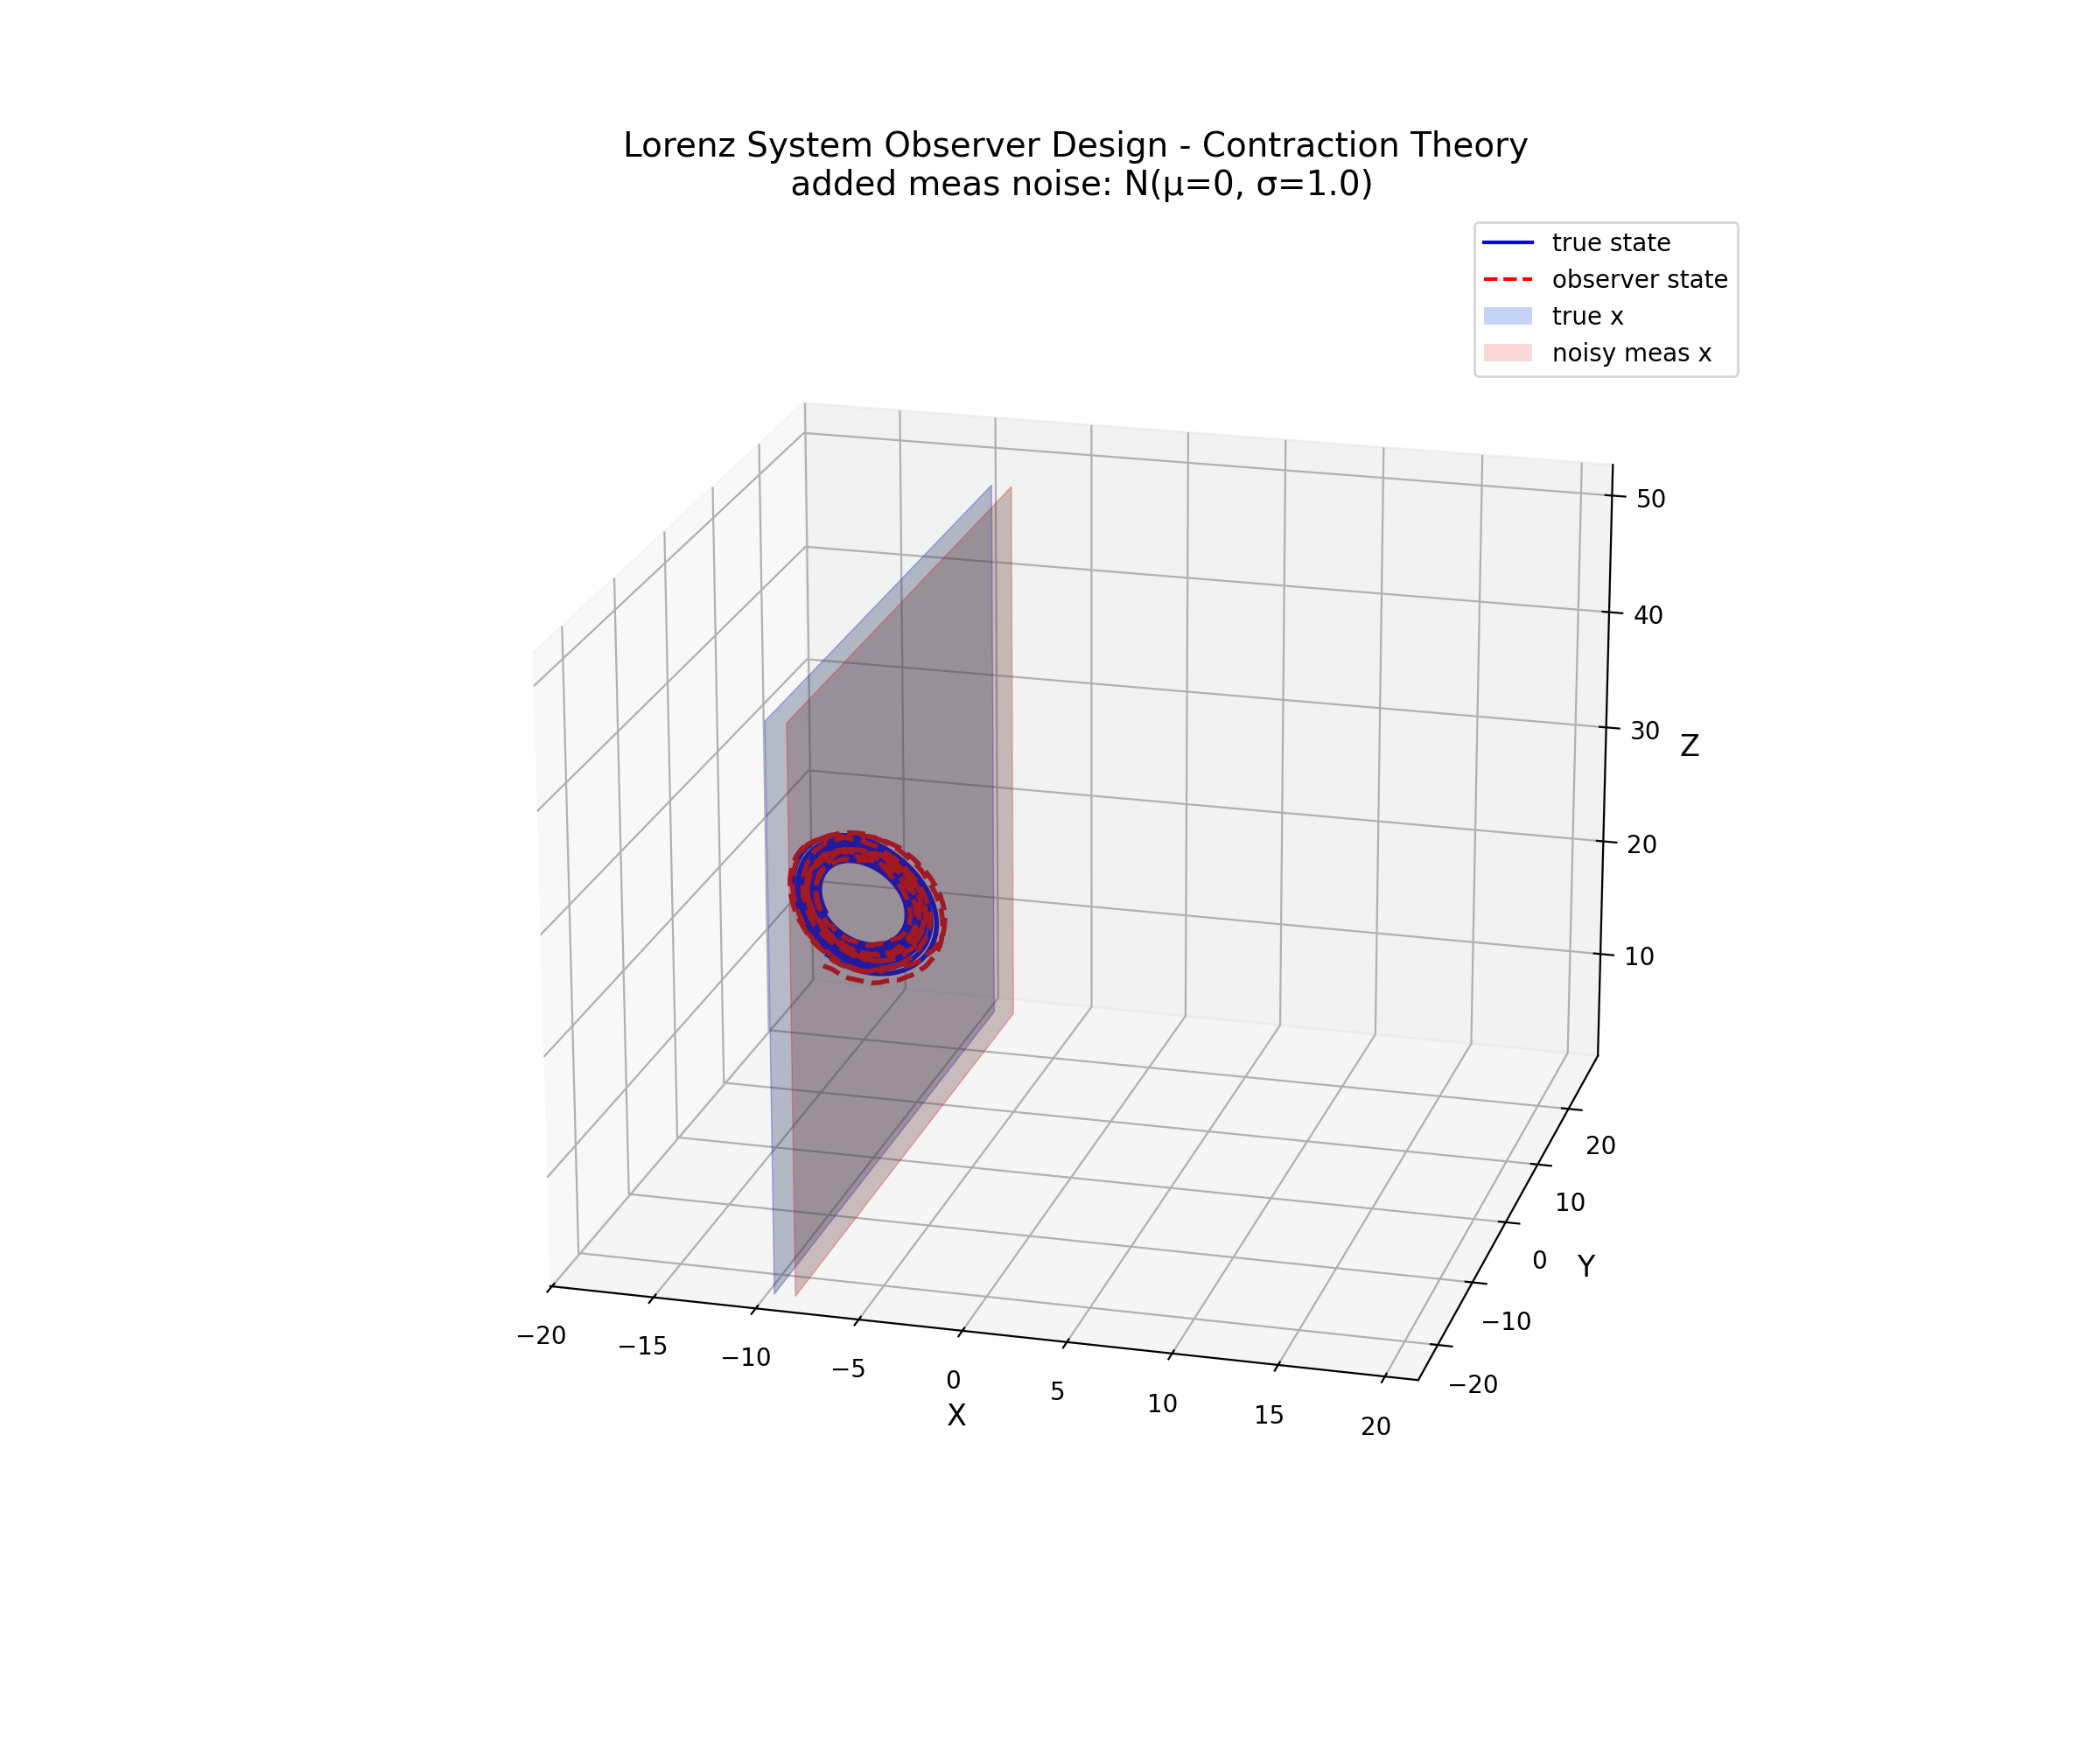 Lorenz System Observer Design - Contraction Theory
added meas noise: N(μ=0, σ=1.0)
true state
observer state
true x
noisy meas x
50
40
30
Z
20
10
20
10
0
Y
−10
−20
−20
−15
−10
−5
0
5
10
15
20
X